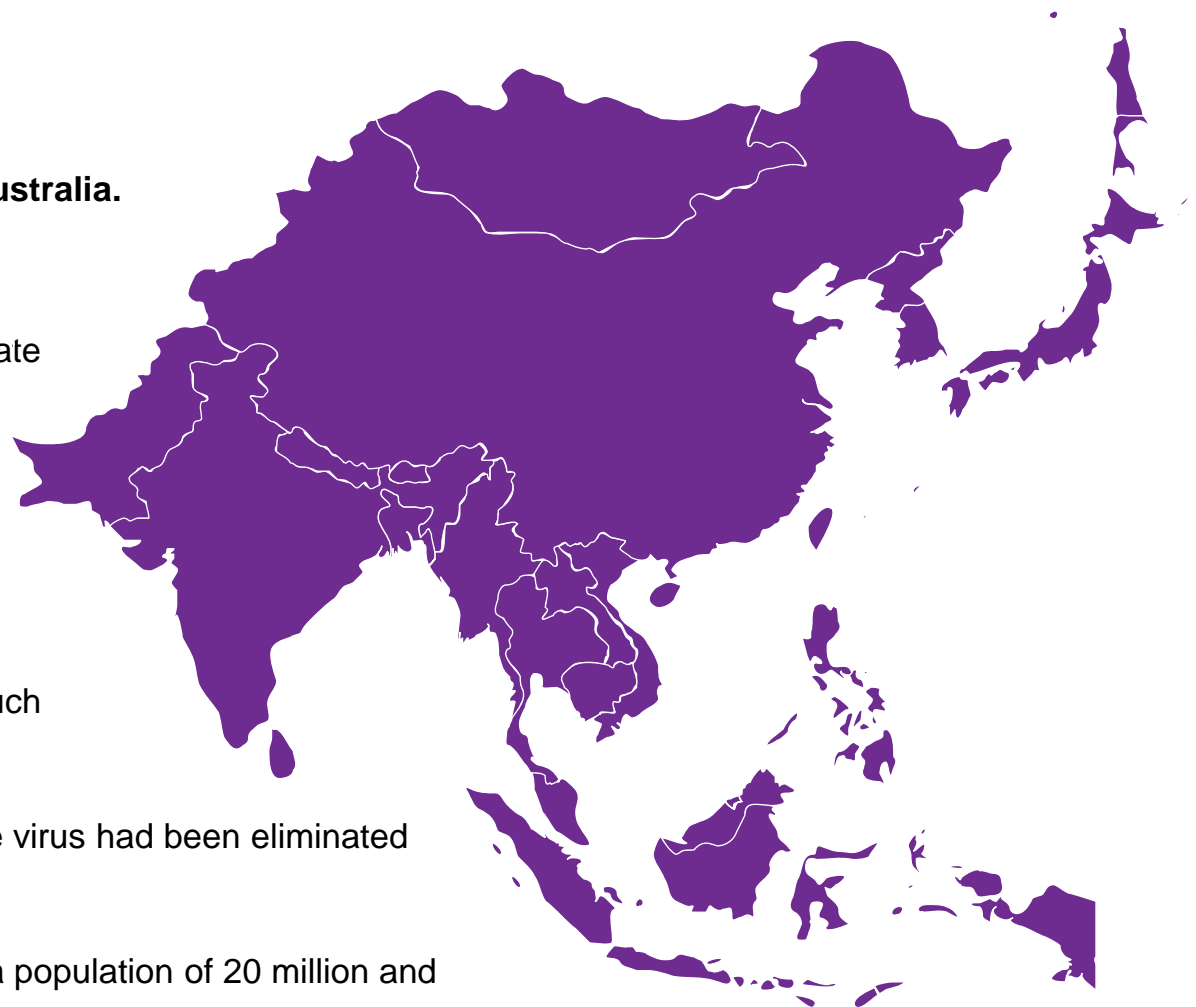 ustralia.
ate
uch
e virus had been eliminated
a population of 20 million and